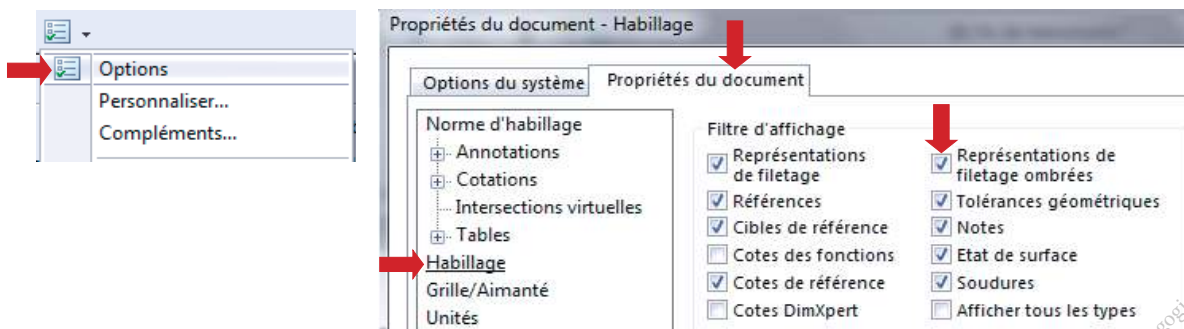 Options
Personnaliser...
Compléments...
Propriétés du document - Habillage
Options du système
Propriétés du document
Norme d'habillage
Annotations
Cotations
Intersections virtuelles
Tables
Habillage
Grille/Aimanté
Unités
Filtre d'affichage
Représentations
de filetage
Représentations de
filetage ombrées
Références
Tolérances géométriques
Cibles de référence
Notes
Cotes des fonctions
Etat de surface
Cotes de référence
Soudures
Cotes DimXpert
Afficher tous les types